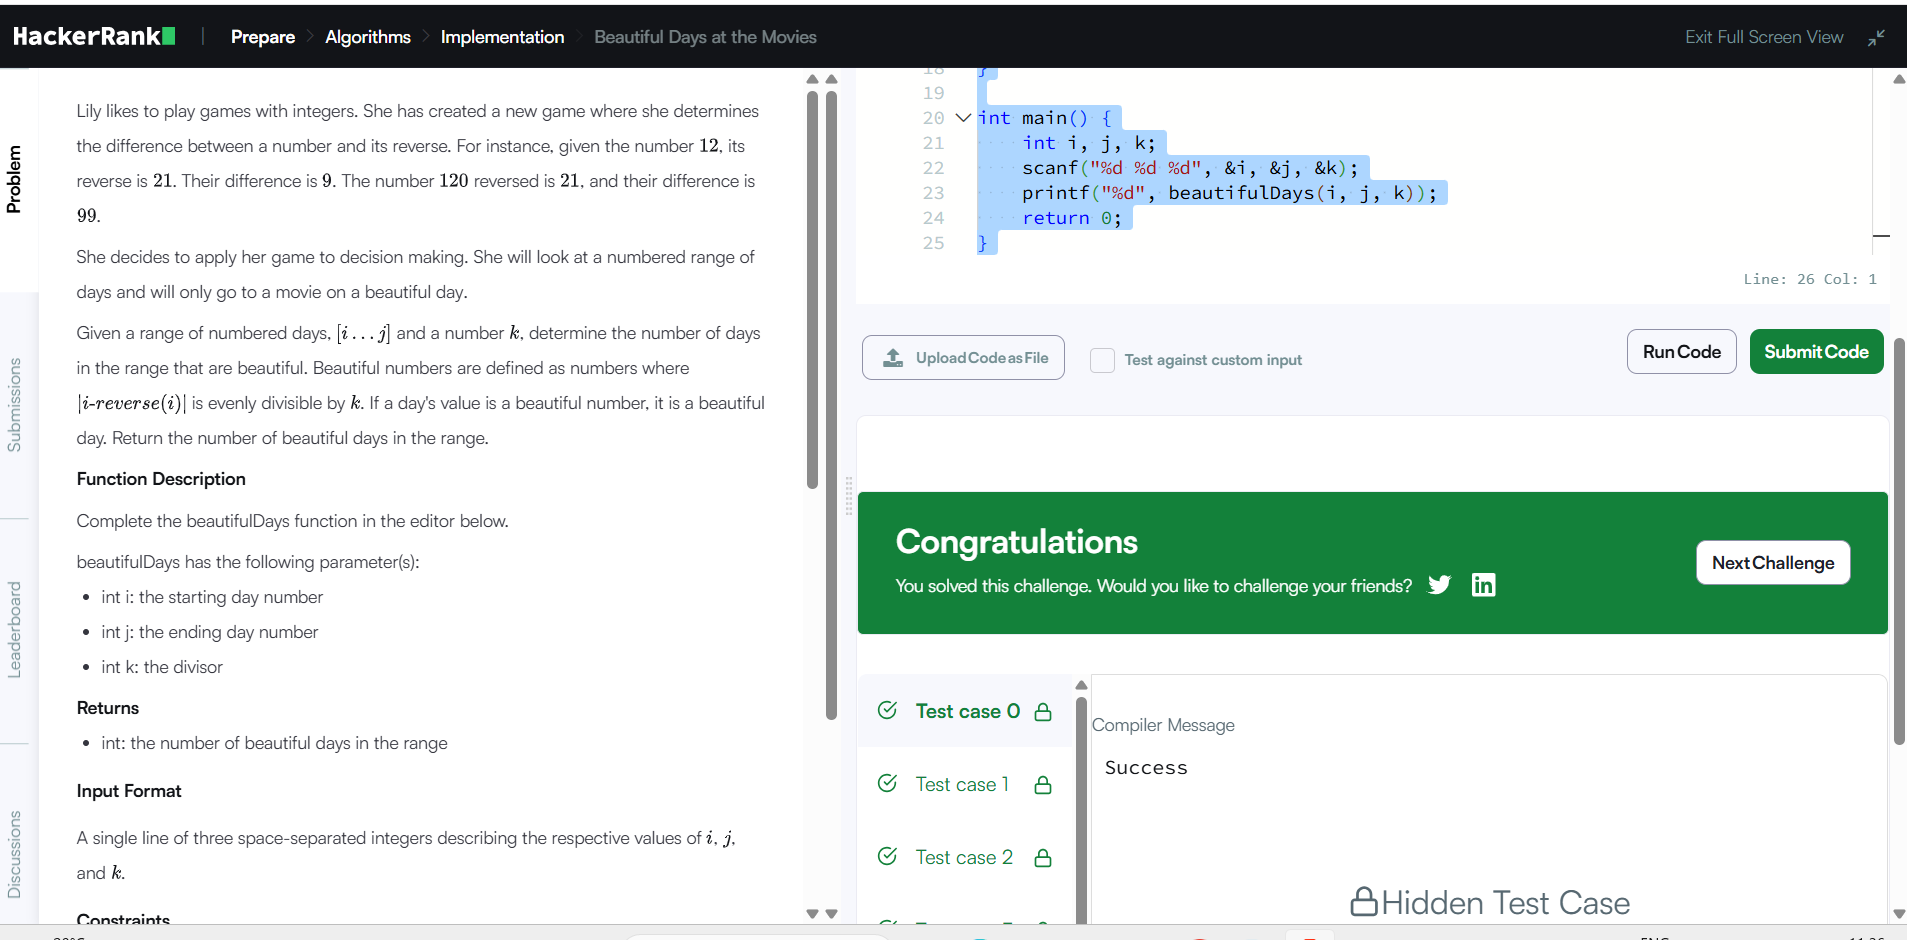 HackerRank | Prepare > Algorithms > Implementation > Beautiful Days at the Movies
Exit Full Screen View
Problem
Submissions
Leaderboard
Discussions
Lily likes to play games with integers. She has created a new game where she determines
the difference between a number and its reverse. For instance, given the number 12, its
reverse is 21. Their difference is 9. The number 120 reversed is 21, and their difference is
99.
She decides to apply her game to decision making. She will look at a numbered range of
days and will only go to a movie on a beautiful day.
Given a range of numbered days, [i . . . j] and a number k, determine the number of days
in the range that are beautiful. Beautiful numbers are defined as numbers where
|i-reverse(i)| is evenly divisible by k. If a day's value is a beautiful number, it is a beautiful
day. Return the number of beautiful days in the range.
Function Description
Complete the beautifulDays function in the editor below.
beautifulDays has the following parameter(s):
• int i: the starting day number
• int j: the ending day number
• int k: the divisor
Returns
• int: the number of beautiful days in the range
Input Format
A single line of three space-separated integers describing the respective values of i, j,
and k.
Constraints
18 }
19
20 int main() {
21 int i, j, k;
22 scanf("%d %d %d", &i, &j, &k);
23 printf("%d", beautifulDays(i, j, k));
24 return 0;
25 }
Line: 26 Col: 1
Upload Code as File
Test against custom input
Run Code
Submit Code
Congratulations
You solved this challenge. Would you like to challenge your friends?
Next Challenge
Test case 0
Test case 1
Test case 2
Compiler Message
Success
Hidden Test Case